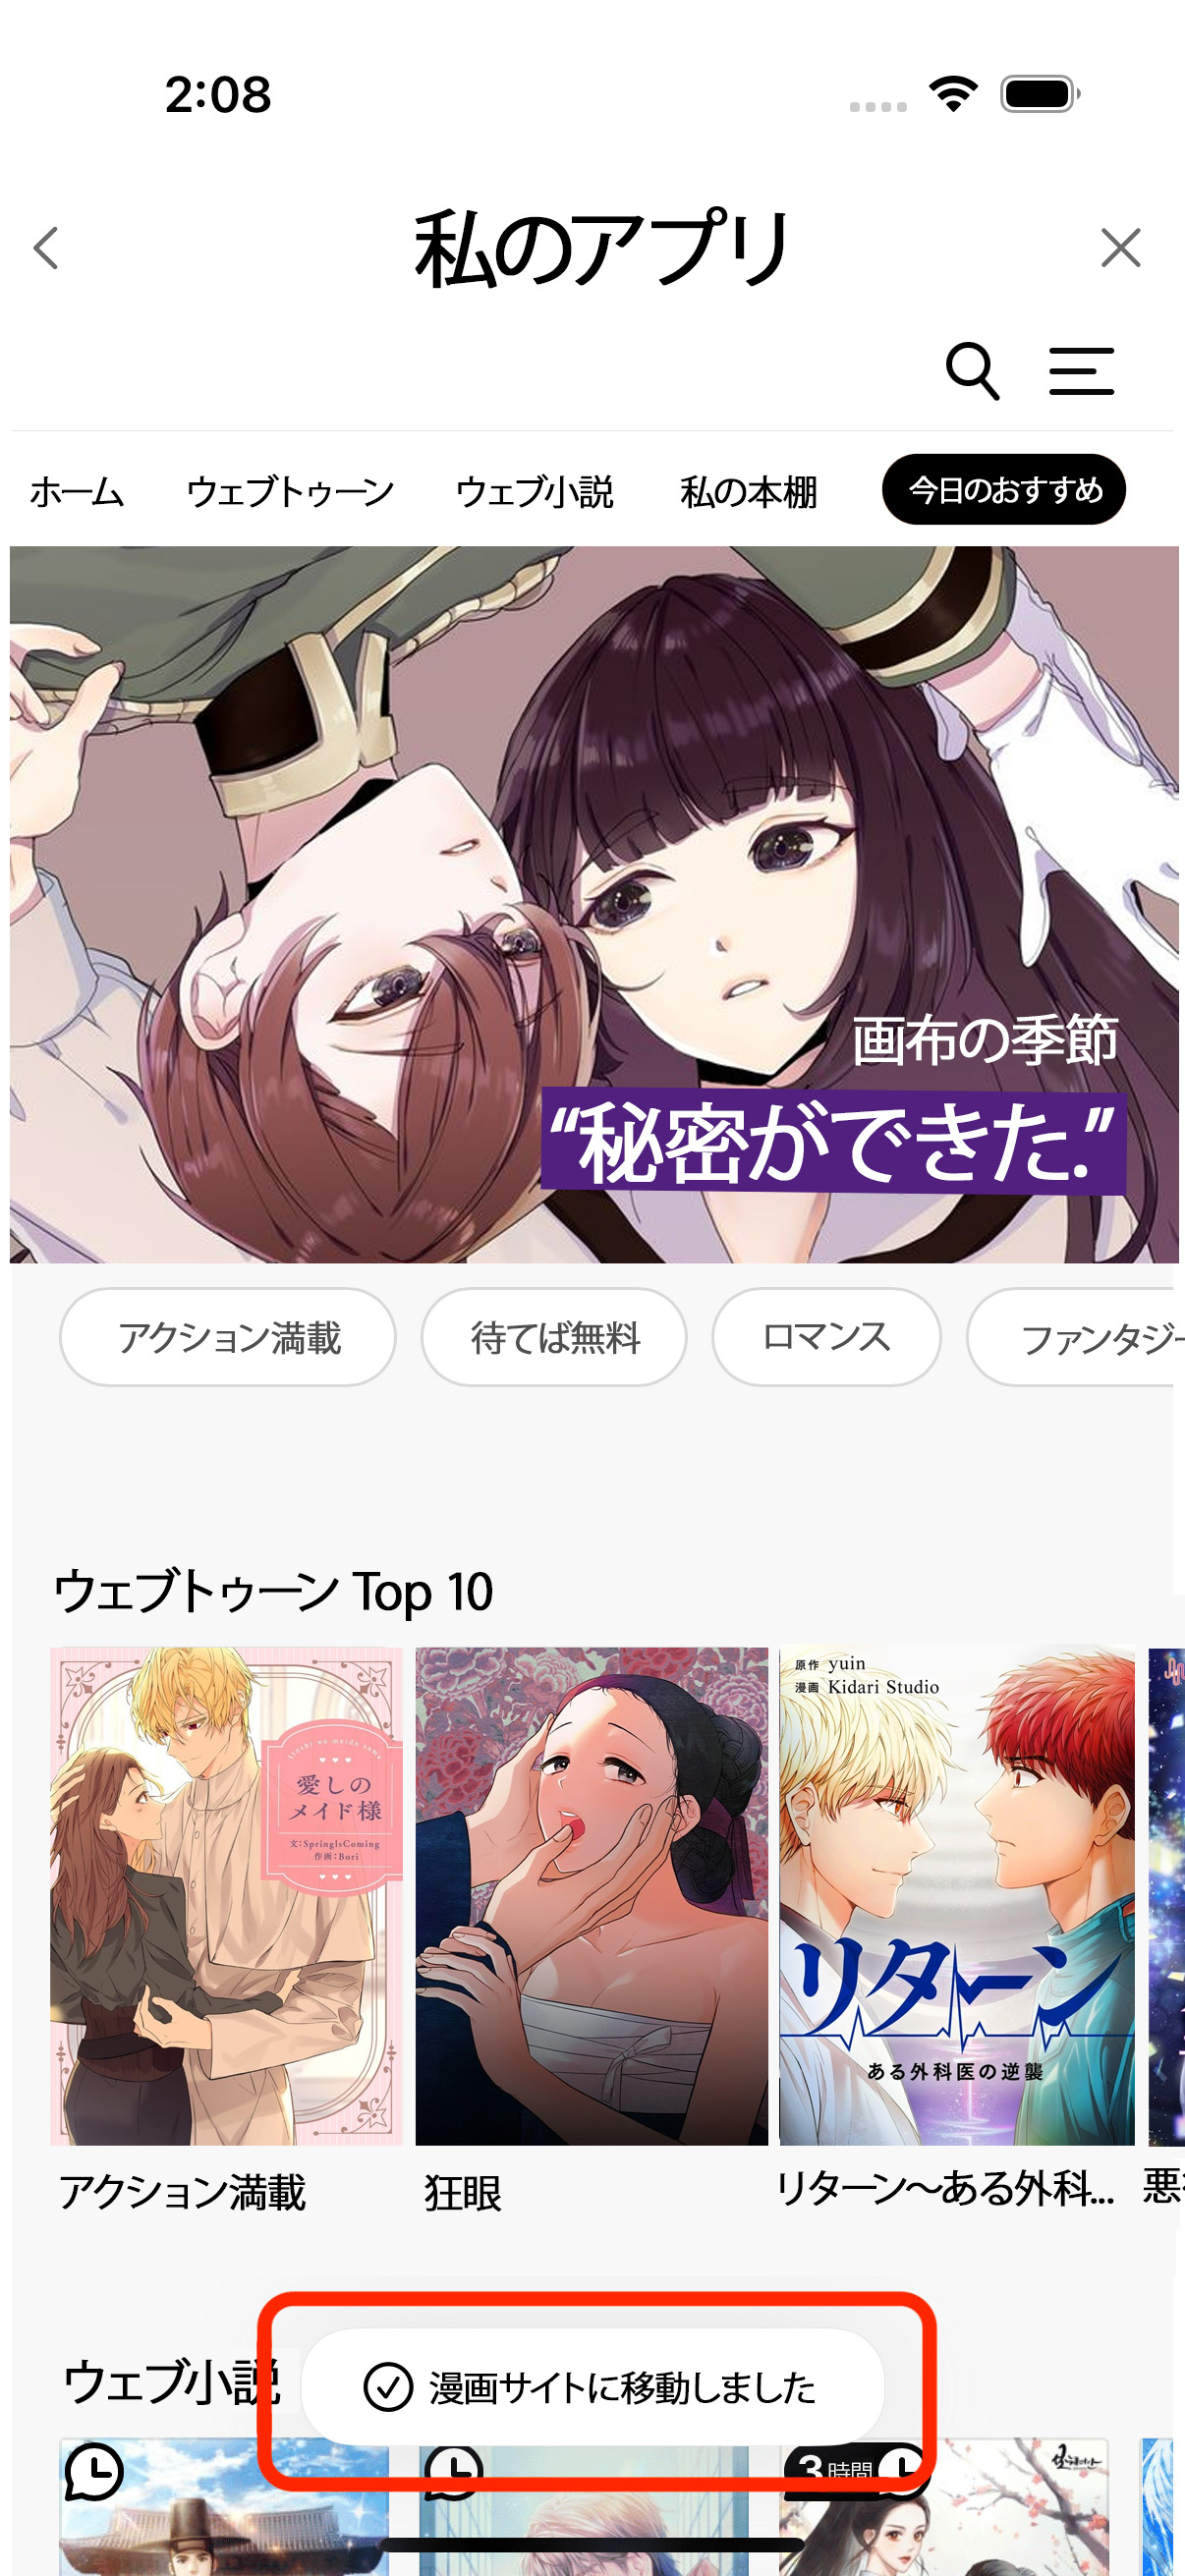 2:08
私のアプリ
ホーム ウェブトゥーン ウェブ小説 私の本棚 今日のおすすめ
画布の季節
“秘密ができた.”
アクション満載 待てば無料 ロマンス ファンタジー
ウェブトゥーン Top 10
原作 yuin
漫画 Kidari Studio
愛しの
メイド様
文:SpringIsComing
作画:Bori
リターン
ある外科医の逆襲
アクション満載 狂眼 リターン〜ある外科... 悪
ウェブ小説
漫画サイトに移動しました
3時間